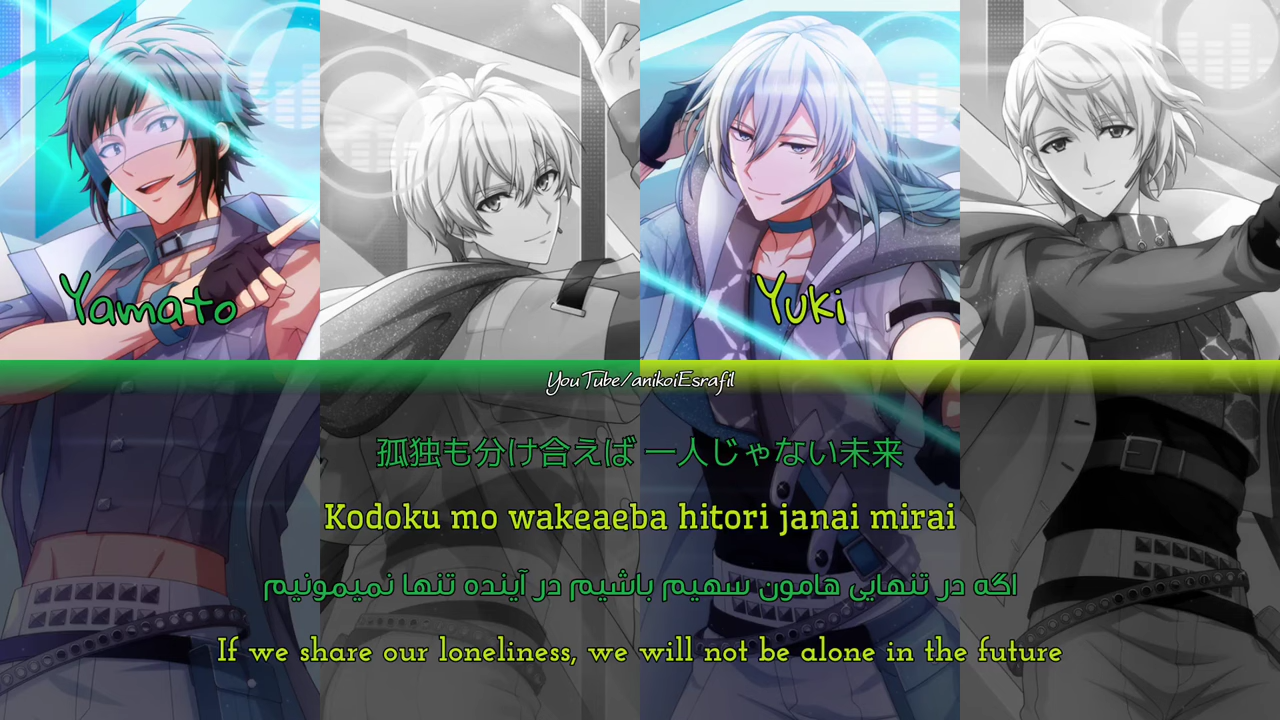 Yamato
Yuki
YouTube/anikoiEsrafil
孤独も分け合えば 一人じゃない未来
Kodoku mo wakeaeba hitori janai mirai
اگه در تنهایی هامون سهیم باشیم در آینده تنها نمیمونیم
If we share our loneliness, we will not be alone in the future